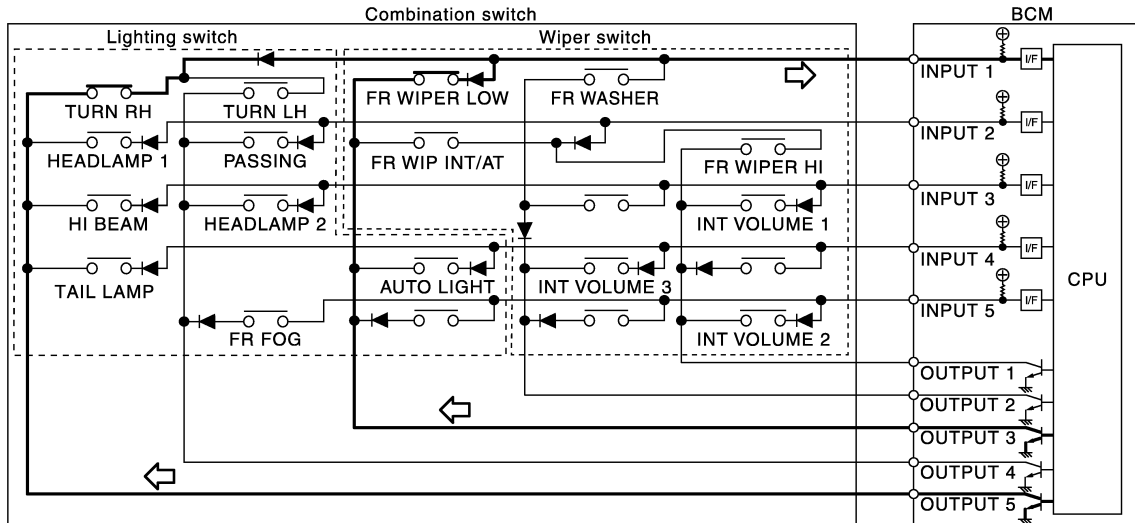 Combination switch
BCM
Lighting switch
Wiper switch
INPUT 1
I/F
TURN RH
TURN LH
FR WIPER LOW
FR WASHER
INPUT 2
I/F
HEADLAMP 1
PASSING
FR WIP INT/AT
FR WIPER HI
INPUT 3
I/F
HI BEAM
HEADLAMP 2
INT VOLUME 1
INPUT 4
I/F
CPU
TAIL LAMP
AUTO LIGHT
INT VOLUME 3
INPUT 5
I/F
FR FOG
INT VOLUME 2
OUTPUT 1
OUTPUT 2
OUTPUT 3
OUTPUT 4
OUTPUT 5